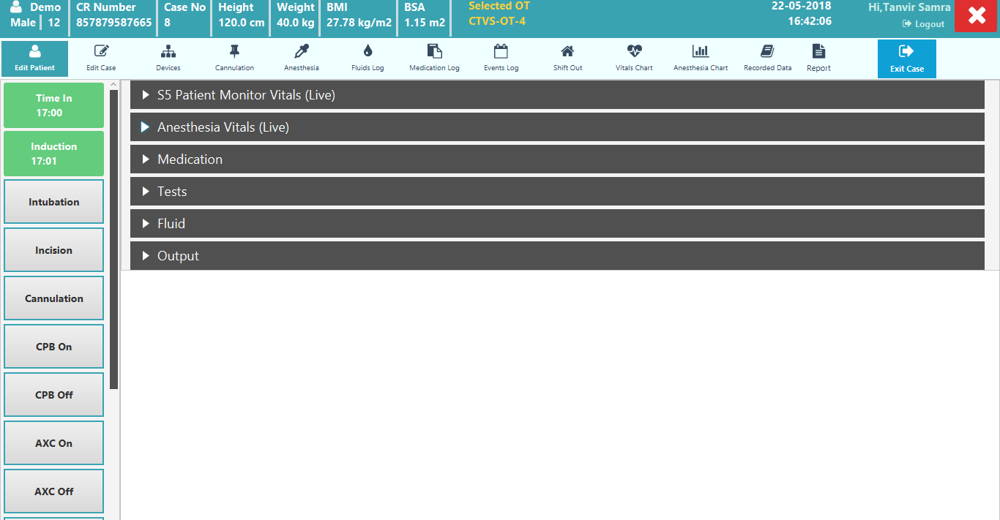 Demo
Male | 12
CR Number
857879587665
Case No
8
Height
120.0 cm
Weight
40.0 kg
BMI
27.78 kg/m2
BSA
1.15 m2
Selected OT
CTVS-OT-4
22-05-2018
16:42:06
Hi,Tanvir Samra
Logout
Edit Patient
Edit Case
Devices
Cannulation
Anesthesia
Fluids Log
Medication Log
Events Log
Shift Out
Vitals Chart
Anesthesia Chart
Recorded Data
Report
Exit Case
Time In
17:00
Induction
17:01
Intubation
Incision
Cannulation
CPB On
CPB Off
AXC On
AXC Off
S5 Patient Monitor Vitals (Live)
Anesthesia Vitals (Live)
Medication
Tests
Fluid
Output